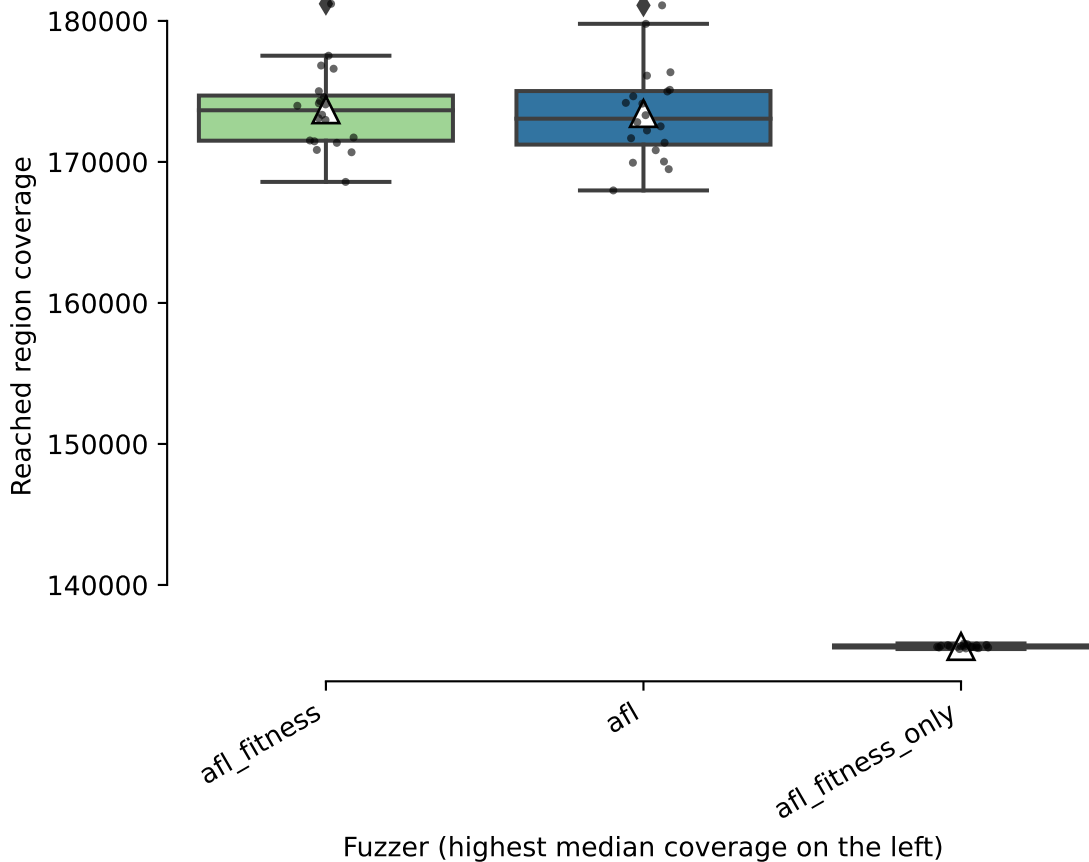 180000
170000
160000
150000
140000
Reached region coverage
afl_fitness
afl
afl_fitness_only
Fuzzer (highest median coverage on the left)